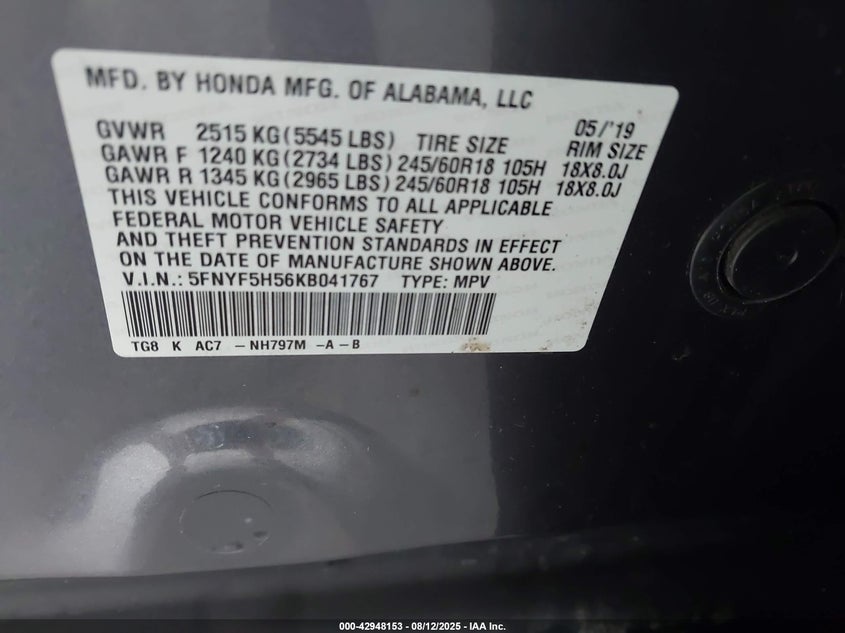 MFD. BY HONDA MFG. OF ALABAMA, LLC
05/'19
GVWR 2515 KG(5545 LBS) TIRE SIZE RIM SIZE
GAWR F 1240 KG(2734 LBS)245/60R18 105H 18X8.0J
GAWR R 1345 KG(2965 LBS)245/60R18 105H 18X8.0J
THIS VEHICLE CONFORMS TO ALL APPLICABLE
FEDERAL MOTOR VEHICLE SAFETY
AND THEFT PREVENTION STANDARDS IN EFFECT
ON THE DATE OF MANUFACTURE SHOWN ABOVE.
V.I.N.: 5FNYF5H56KB041767 TYPE: MPV
TG8 K AC7 -NH797M -A-B
000-42948153 - 08/12/2025 - IAA Inc.